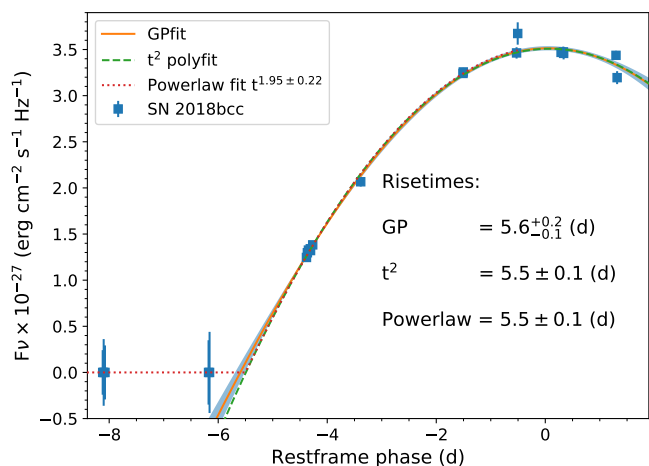 GPfit
t² polyfit
Powerlaw fit t^1.95 ± 0.22
SN 2018bcc
Risetimes:
GP = 5.6^{+0.2}_{-0.1} (d)
t² = 5.5 ± 0.1 (d)
Powerlaw = 5.5 ± 0.1 (d)
3.5
3.0
2.5
2.0
1.5
1.0
0.5
0.0
−0.5
Fν × 10⁻²⁷ (erg cm⁻² s⁻¹ Hz⁻¹)
−8 −6 −4 −2 0
Restframe phase (d)